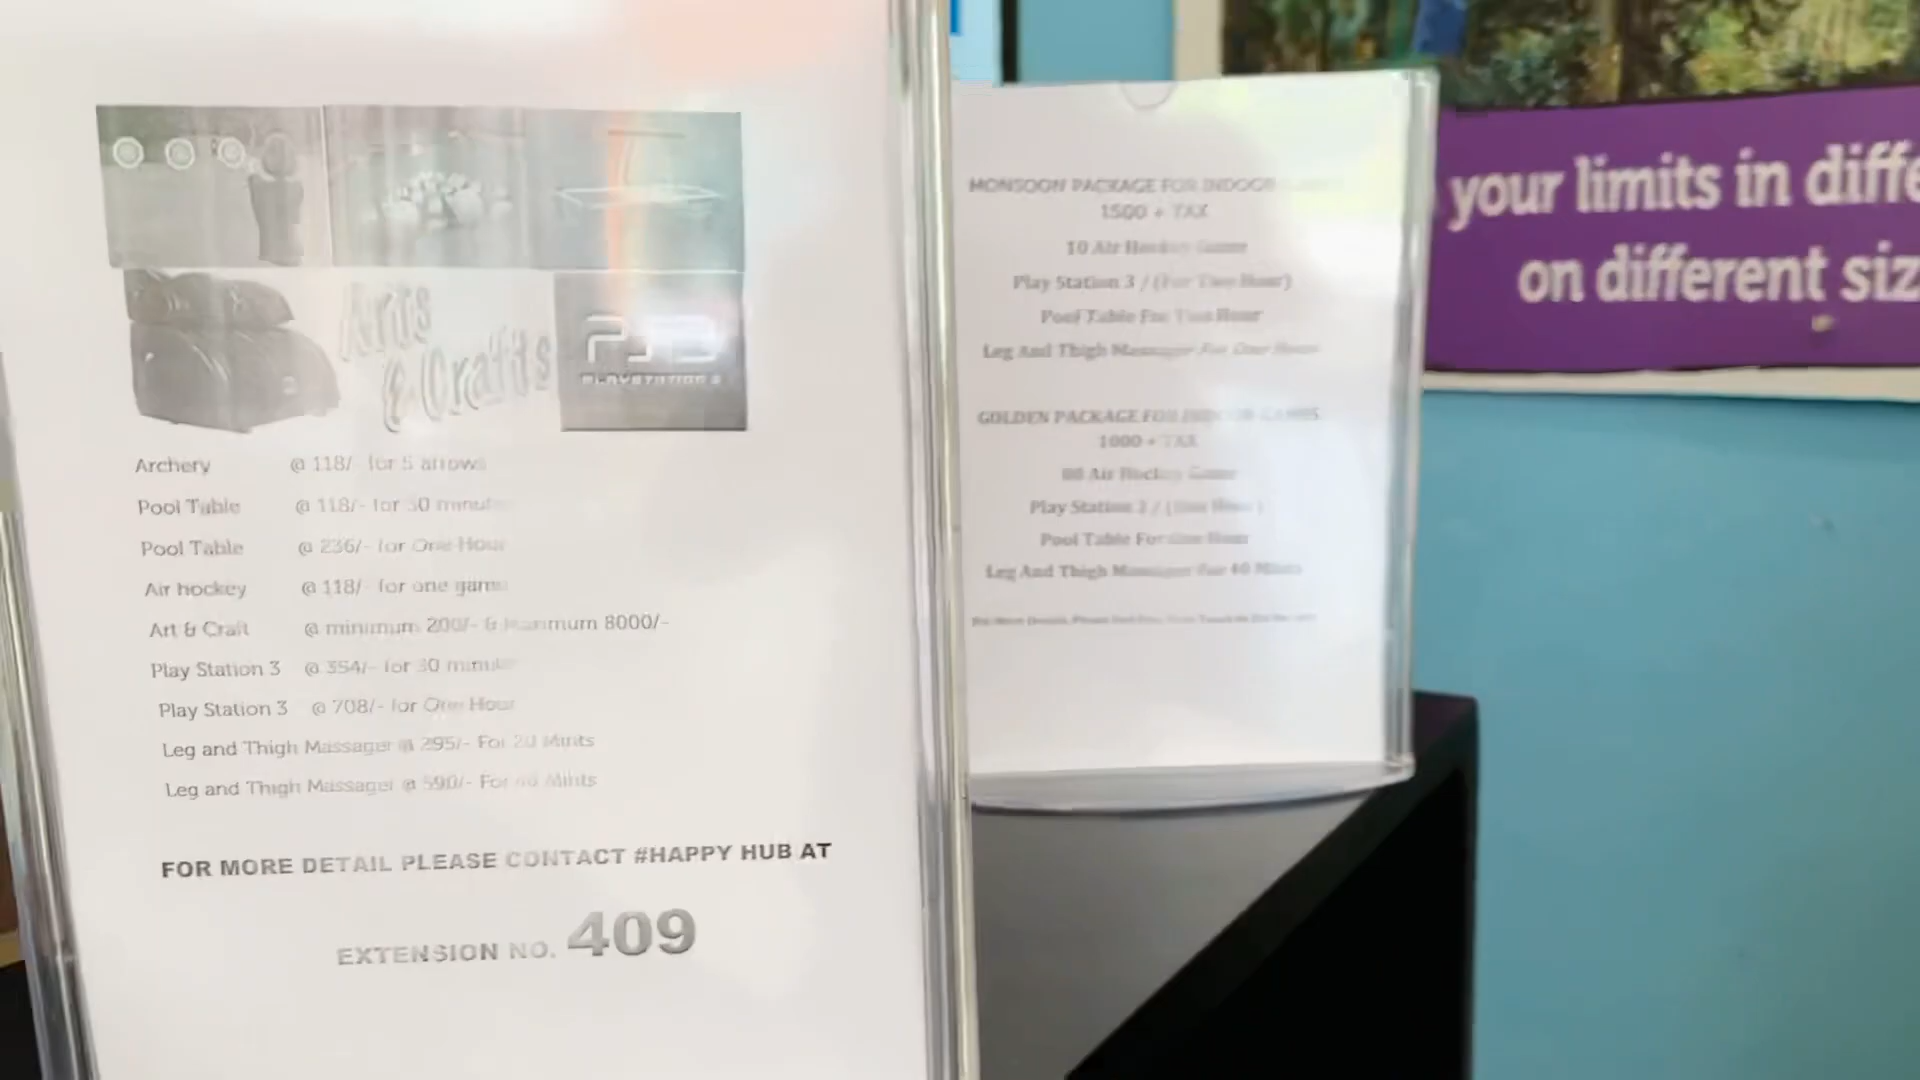 Arts
& Crafts
PS3
PLAYSTATION 3
Archery @ 118/- for 5 arrows
Pool Table @ 118/- for 30 minutes
Pool Table @ 236/- for One Hour
Air hockey @ 118/- for one game
Art & Craft @ minimum 200/- & Maximum 8000/-
Play Station 3 @ 354/- for 30 minute
Play Station 3 @ 708/- for One Hour
Leg and Thigh Massager @ 295/- For 20 Mints
Leg and Thigh Massager @ 590/- For 40 Mints
FOR MORE DETAIL PLEASE CONTACT #HAPPY HUB AT
EXTENSION NO. 409
MONSOON PACKAGE FOR INDOOR
1500 + TAX
10 Air Hockey Game
Play Station 3 / (For Two Hour)
Pool Table For Two Hour
Leg And Thigh Massager For One Hour
GOLDEN PACKAGE FOR INDOOR GAMES
1000 + TAX
Air Hockey Game
Play Station 3 / (One Hour)
Pool Table For One Hour
Leg And Thigh Massager For 40 Mints
your limits in diffe
on different siz